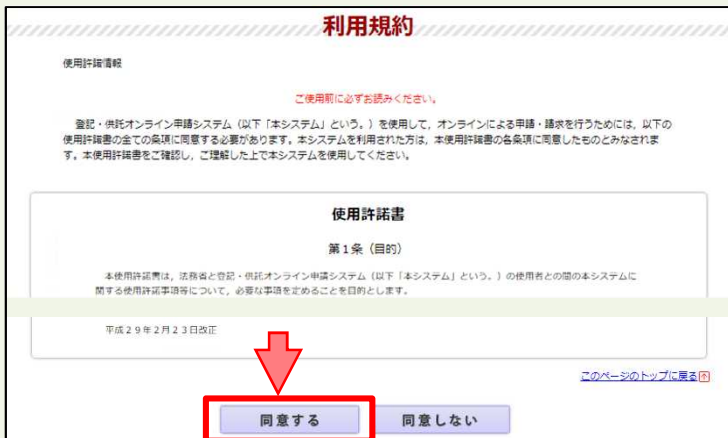 利用規約
使用許諾情報
ご使用前に必ずお読みください。
登記・供託オンライン申請システム（以下「本システム」という。）を使用して，オンラインによる申請・請求を行うためには，以下の
使用許諾書の全ての条項に同意する必要があります。本システムを利用された方は，本使用許諾書の各条項に同意したものとみなされま
す。本使用許諾書をご確認し，ご理解した上で本システムを使用してください。
使用許諾書
第１条（目的）
本使用許諾書は，法務省と登記・供託オンライン申請システム（以下「本システム」という。）の使用者との間の本システムに
関する使用許諾事項等について，必要な事項を定めることを目的とします。
平成２９年２月２３日改正
このページのトップに戻る
同意する
同意しない